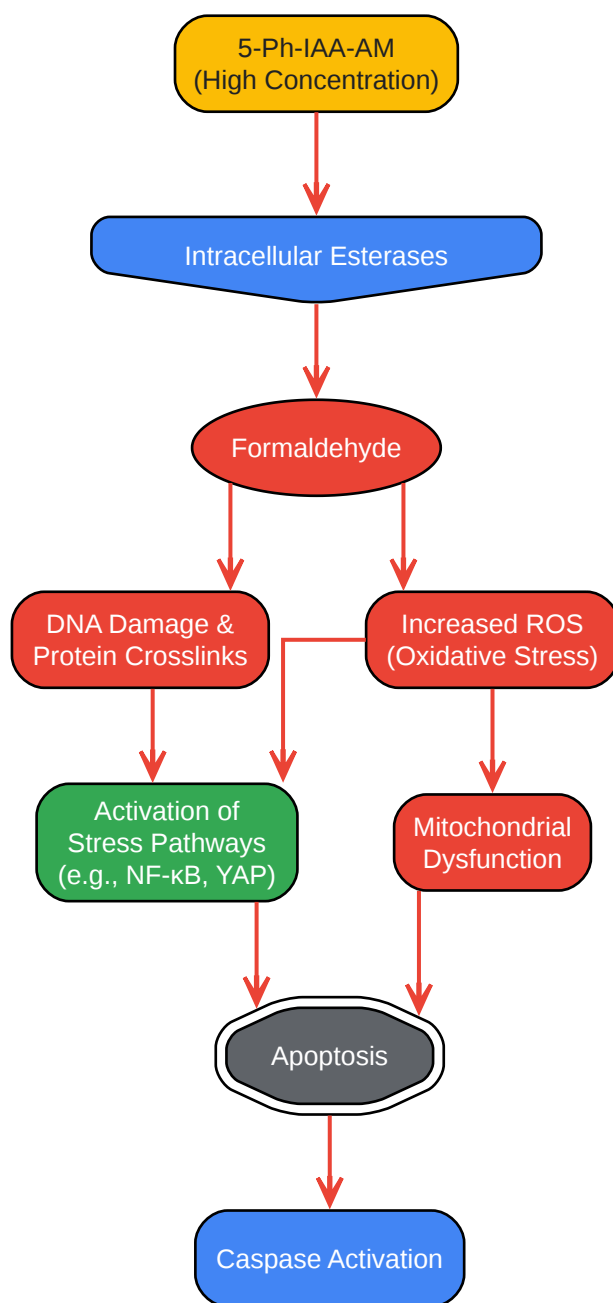 5-Ph-IAA-AM
(High Concentration)
Intracellular Esterases
Formaldehyde
DNA Damage &
Protein Crosslinks
Increased ROS
(Oxidative Stress)
Activation of
Stress Pathways
(e.g., NF-κB, YAP)
Mitochondrial
Dysfunction
Apoptosis
Caspase Activation